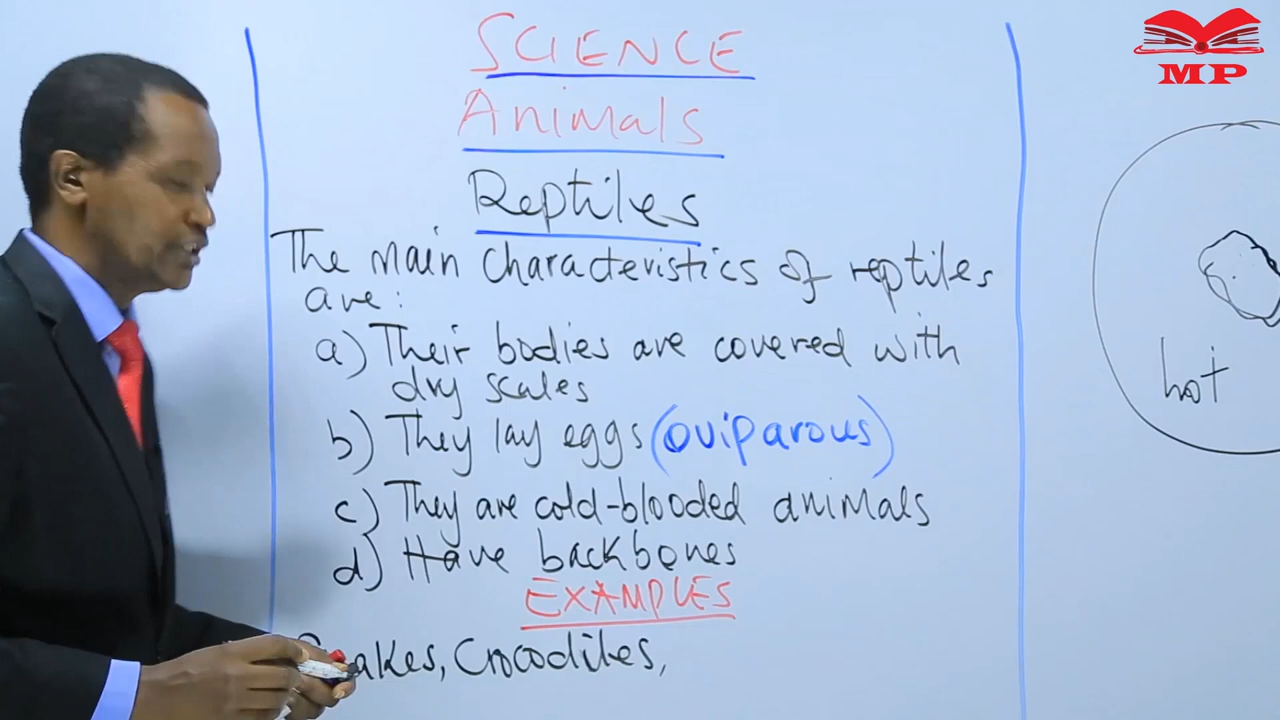 SCIENCE
Animals
Reptiles
The main characteristics of reptiles
are:
a) Their bodies are covered with
dry scales
b) They lay eggs (oviparous)
c) They are cold-blooded animals
d) Have backbones
EXAMPLES
Snakes, Crocodiles,
hot
MP